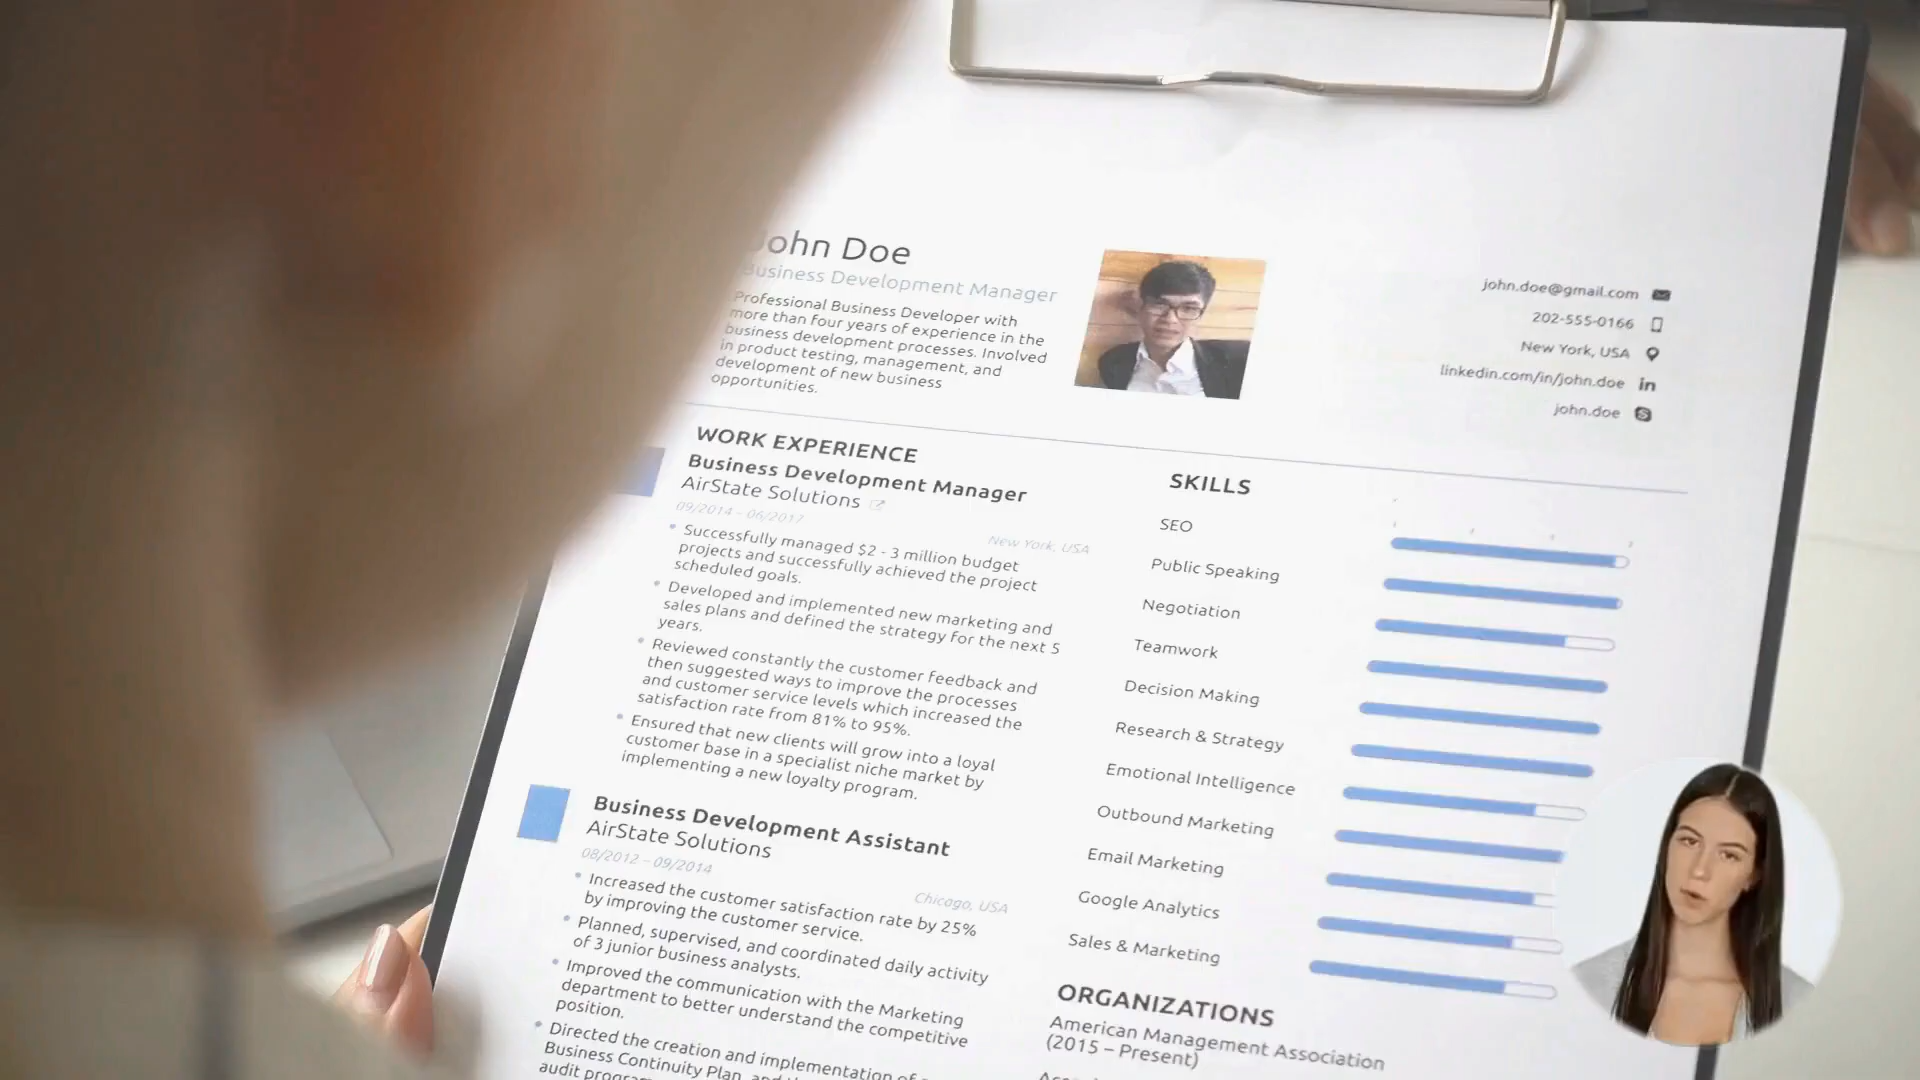 John Doe
Business Development Manager
Professional Business Developer with
more than four years of experience in the
business development processes. Involved
in product testing, management, and
development of new business
opportunities.
john.doe@gmail.com
202-555-0166
New York, USA
linkedin.com/in/john.doe
in
john.doe
WORK EXPERIENCE
Business Development Manager
AirState Solutions
09/2014 - 06/2017
New York, USA
Successfully managed $2 - 3 million budget
projects and successfully achieved the project
scheduled goals.
Developed and implemented new marketing and
sales plans and defined the strategy for the next 5
years.
Reviewed constantly the customer feedback and
then suggested ways to improve the processes
and customer service levels which increased the
satisfaction rate from 81% to 95%.
Ensured that new clients will grow into a loyal
customer base in a specialist niche market by
implementing a new loyalty program.
Business Development Assistant
AirState Solutions
08/2012 – 09/2014
Chicago, USA
Increased the customer satisfaction rate by 25%
by improving the customer service.
Planned, supervised, and coordinated daily activity
of 3 junior business analysts.
Improved the communication with the Marketing
department to better understand the competitive
position.
Directed the creation and implementation of
Business Continuity Plan, and
audit
SKILLS
SEO
Public Speaking
Negotiation
Teamwork
Decision Making
Research & Strategy
Emotional Intelligence
Outbound Marketing
Email Marketing
Google Analytics
Sales & Marketing
ORGANIZATIONS
American Management Association
(2015 – Present)